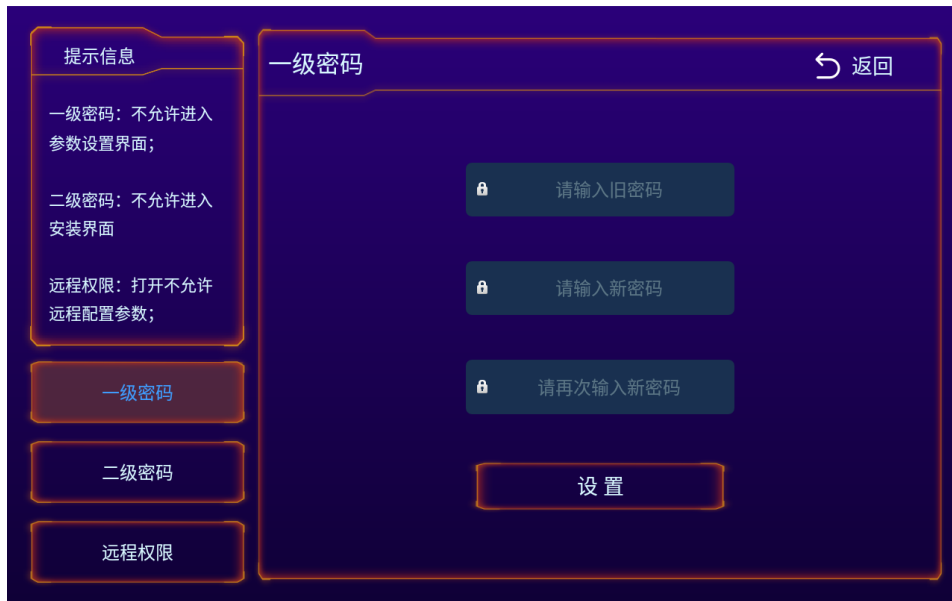 提示信息
一级密码：不允许进入
参数设置界面；
二级密码：不允许进入
安装界面
远程权限：打开不允许
远程配置参数；
一级密码
二级密码
远程权限
一级密码
返回
请输入旧密码
请输入新密码
请再次输入新密码
设置